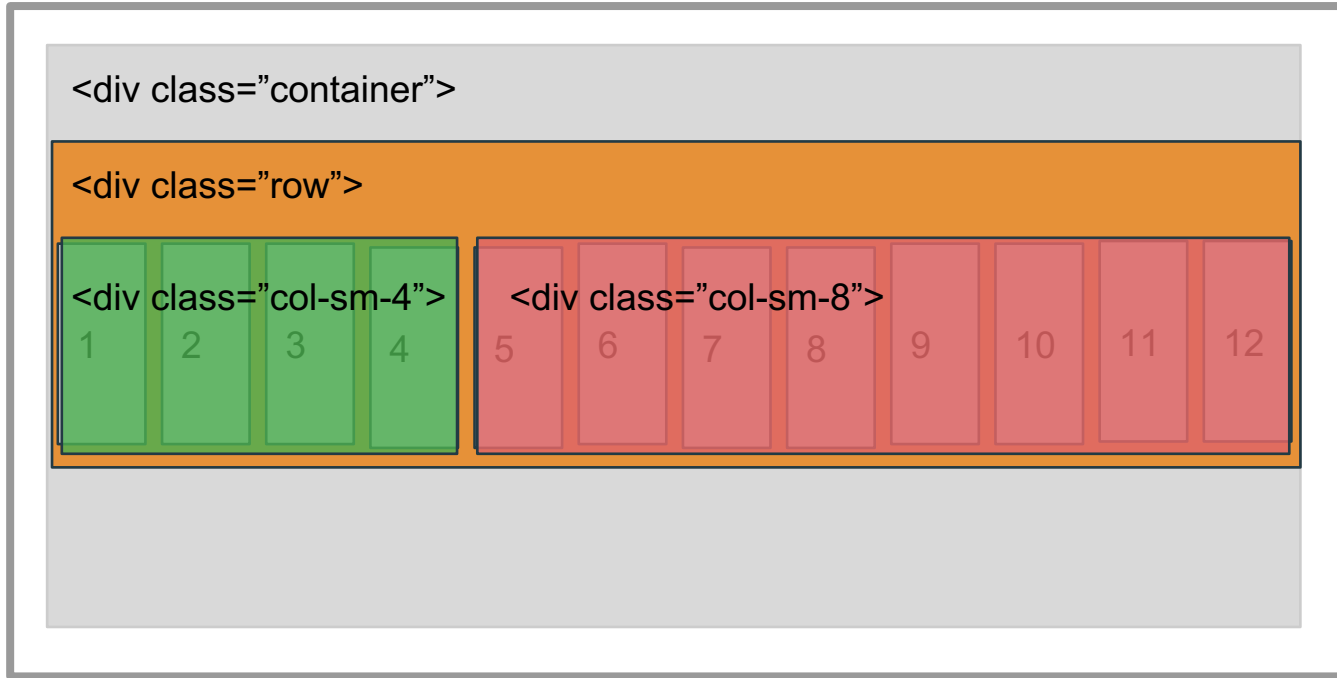 <div class=”container”>
<div class=”row”>
<div class=”col-sm-4”> <div class=”col-sm-8”>
1 2 3 4 5 6 7 8 9 10 11 12